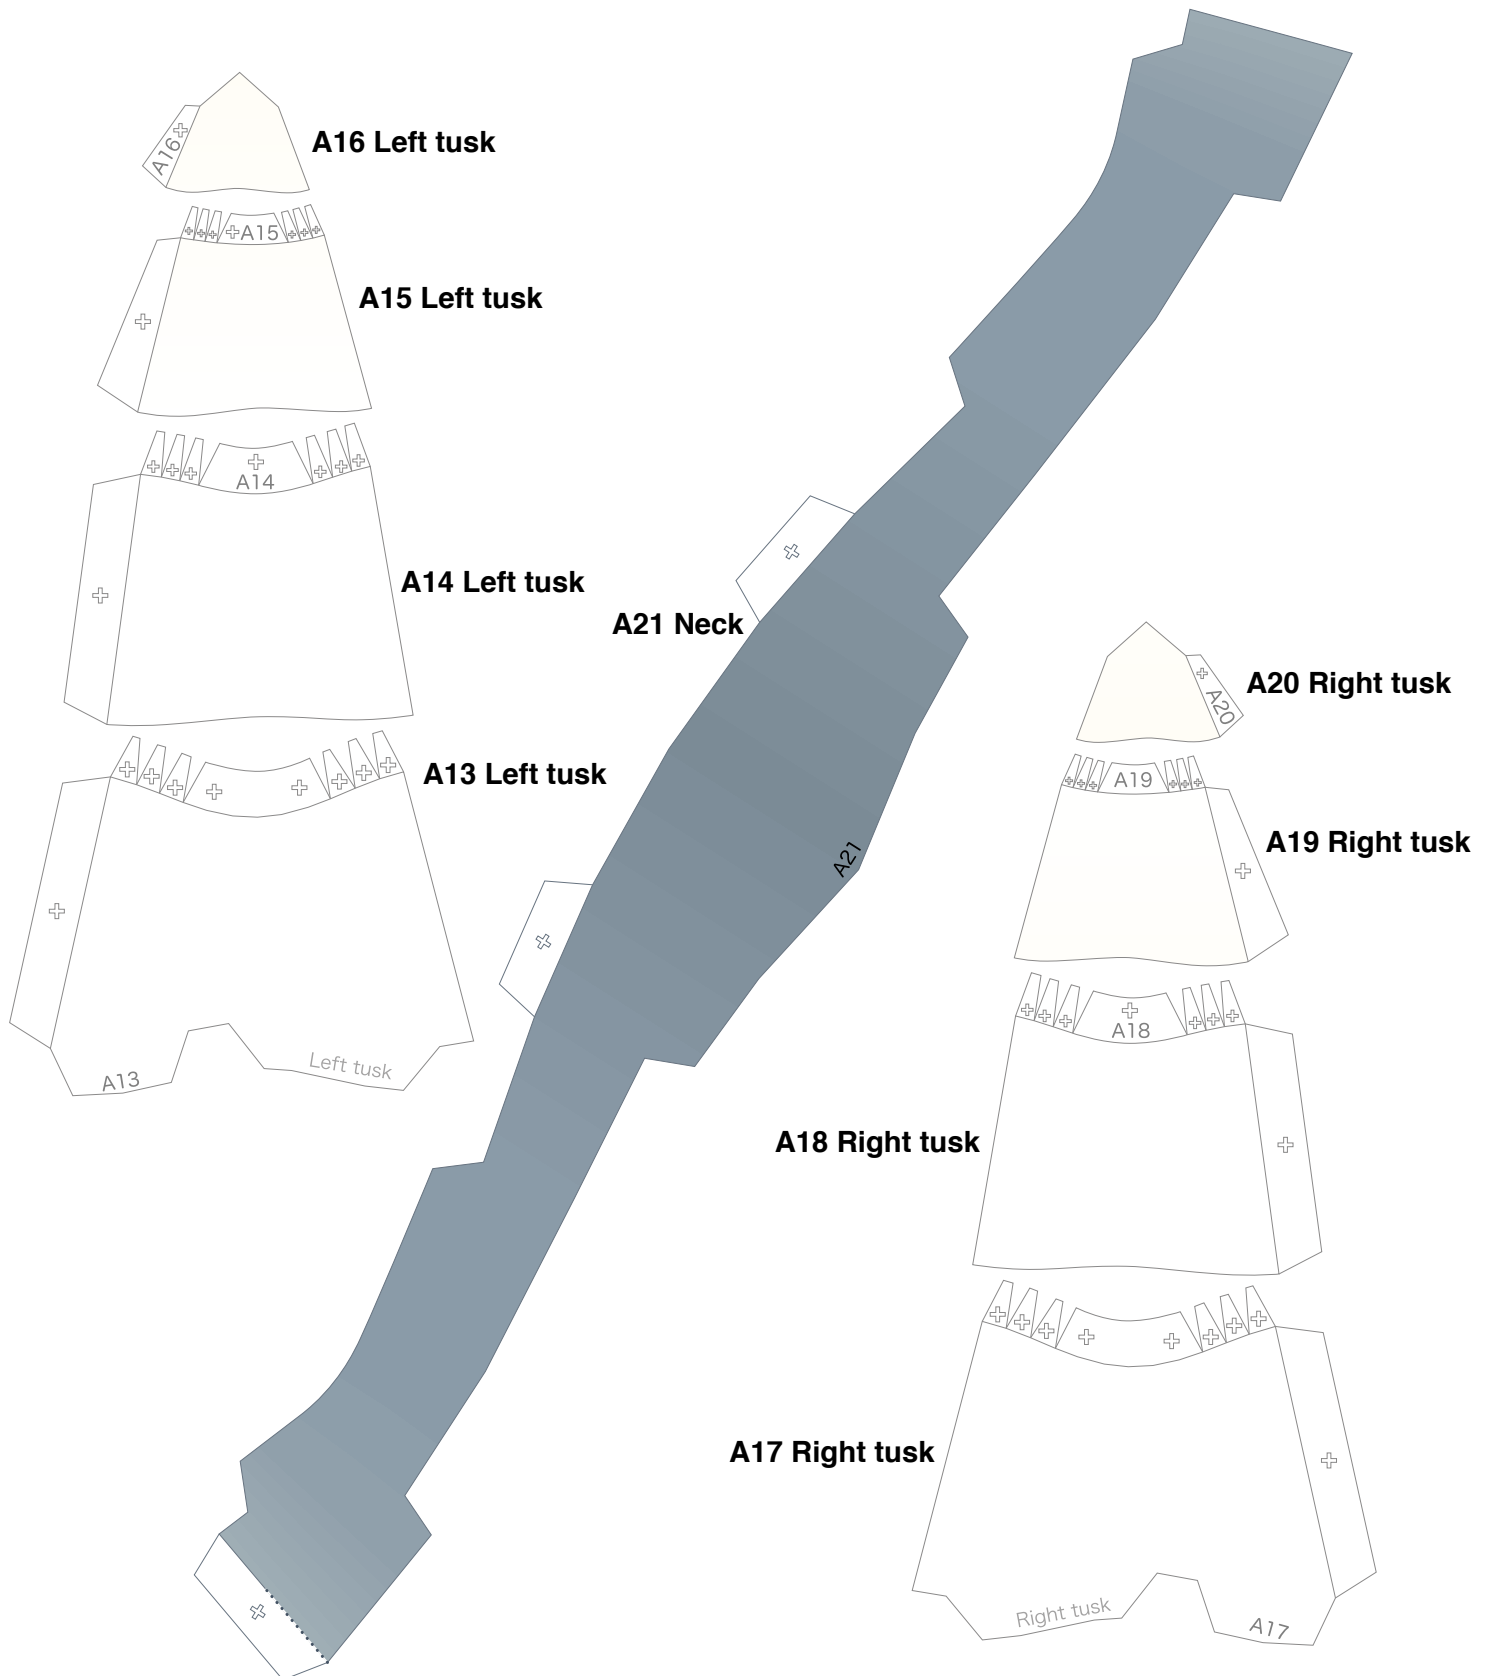 A16 Left tusk
A16
A15
A15 Left tusk
A14
A14 Left tusk
A21 Neck
A13 Left tusk
A21
Left tusk
A13
A20 Right tusk
A20
A19
A19 Right tusk
A18
A18 Right tusk
A17 Right tusk
Right tusk
A17